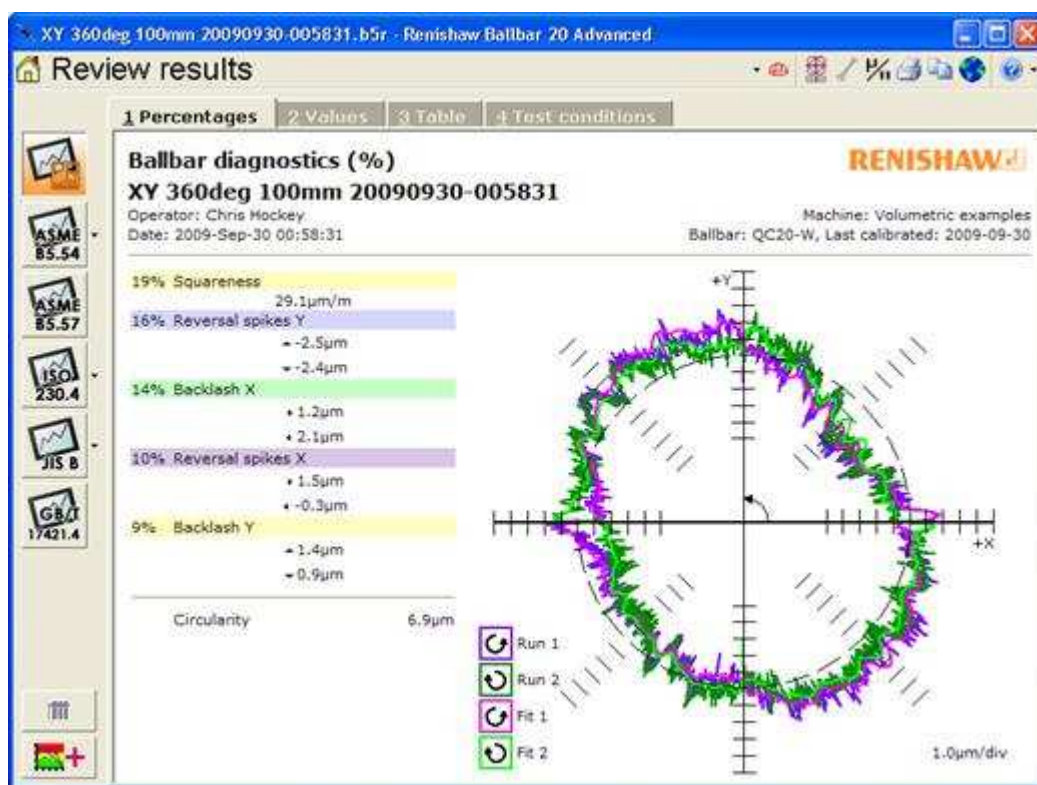 XY 360deg 100mm 20090930-005831.b5r - Renishaw Ballbar 20 Advanced
Review results
1 Percentages 2 Values 3 Table 4 Test conditions
Ballbar diagnostics (%)
RENISHAW
XY 360deg 100mm 20090930-005831
Operator: Chris Hockey
Machine: Volumetric examples
Date: 2009-Sep-30 00:58:31
Ballbar: QC20-W, Last calibrated: 2009-09-30
ASME B5.54
ASME B5.57
ISO 230.4
JIS B
GB/T 17421.4
19% Squareness
29.1µm/m
16% Reversal spikes Y
-2.5µm
-2.4µm
14% Backlash X
1.2µm
2.1µm
10% Reversal spikes X
1.5µm
-0.3µm
9% Backlash Y
1.4µm
0.9µm
Circularity 6.9µm
+Y
+X
Run 1
Run 2
Fit 1
Fit 2
1.0µm/div